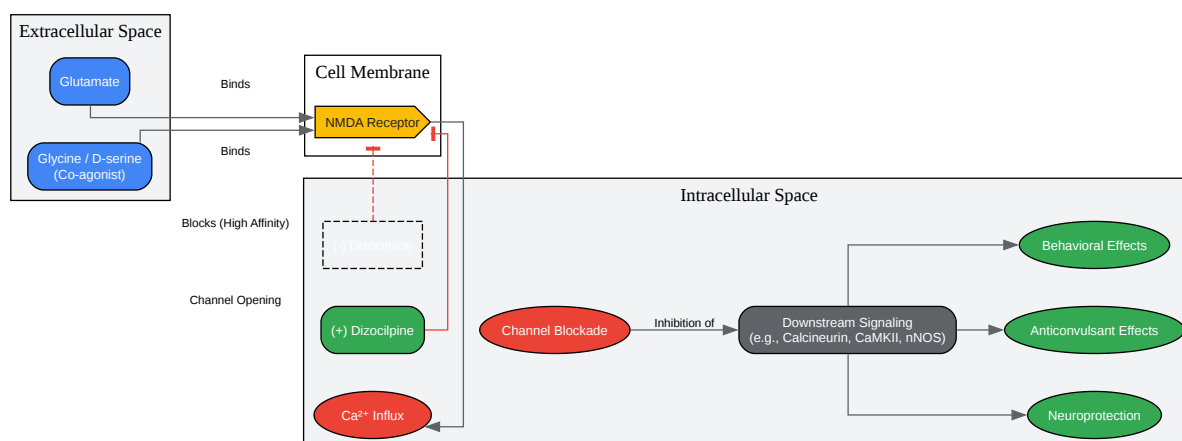 Extracellular Space
Glutamate
Binds
Cell Membrane
NMDA Receptor
Glycine / D-serine
(Co-agonist)
Binds
Intracellular Space
Blocks (High Affinity)
(-) Dizocilpine
Behavioral Effects
Channel Opening
(+) Dizocilpine
Channel Blockade
Inhibition of
Downstream Signaling
(e.g., Calcineurin, CaMKII, nNOS)
Anticonvulsant Effects
Ca²⁺ Influx
Neuroprotection